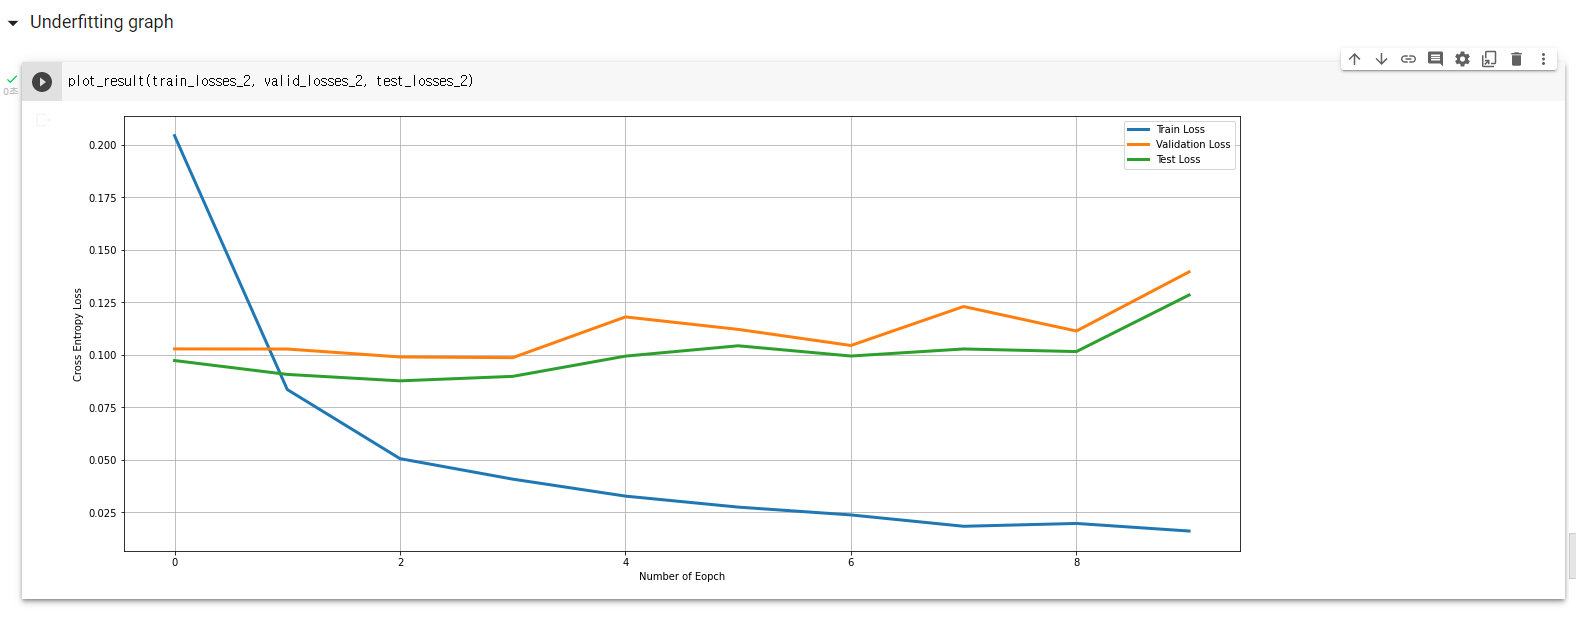 Underfitting graph
plot_result(train_losses_2, valid_losses_2, test_losses_2)
0초
Train Loss
Validation Loss
Test Loss
0.200
0.175
0.150
0.125
0.100
0.075
0.050
0.025
Cross Entropy Loss
0 2 4 6 8
Number of Eopch